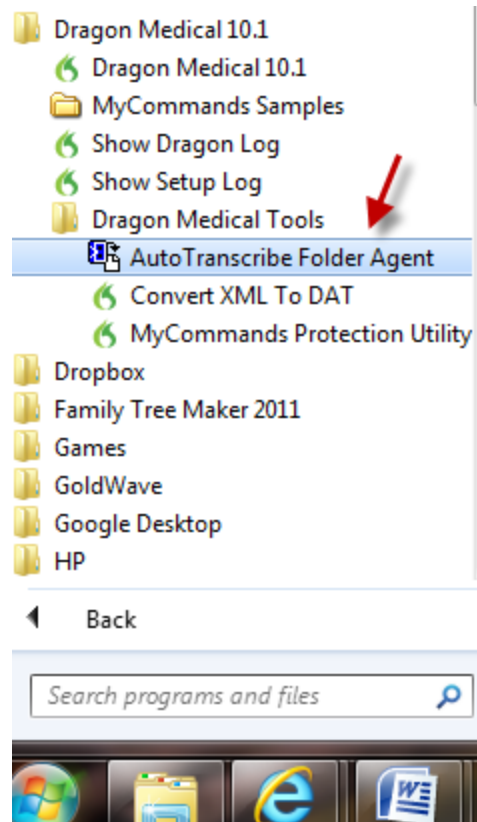 Dragon Medical 10.1
Dragon Medical 10.1
MyCommands Samples
Show Dragon Log
Show Setup Log
Dragon Medical Tools
AutoTranscribe Folder Agent
Convert XML To DAT
MyCommands Protection Utility
Dropbox
Family Tree Maker 2011
Games
GoldWave
Google Desktop
HP
Back
Search programs and files
W